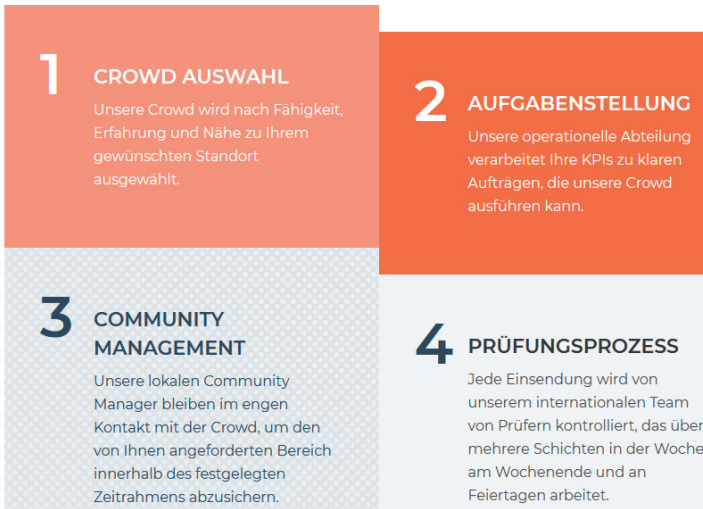 1
CROWD AUSWAHL
Unsere Crowd wird nach Fähigkeit,
Erfahrung und Nähe zu Ihrem
gewünschten Standort
ausgewählt.
2
AUFGABENSTELLUNG
Unsere operationelle Abteilung
verarbeitet Ihre KPIs zu klaren
Aufträgen, die unsere Crowd
ausführen kann.
3
COMMUNITY
MANAGEMENT
Unsere lokalen Community
Manager bleiben im engen
Kontakt mit der Crowd, um den
von Ihnen angeforderten Bereich
innerhalb des festgelegten
Zeitrahmens abzusichern.
4
PRÜFUNGSPROZESS
Jede Einsendung wird von
unserem internationalen Team
von Prüfern kontrolliert, das über
mehrere Schichten in der Woche
am Wochenende und an
Feiertagen arbeitet.